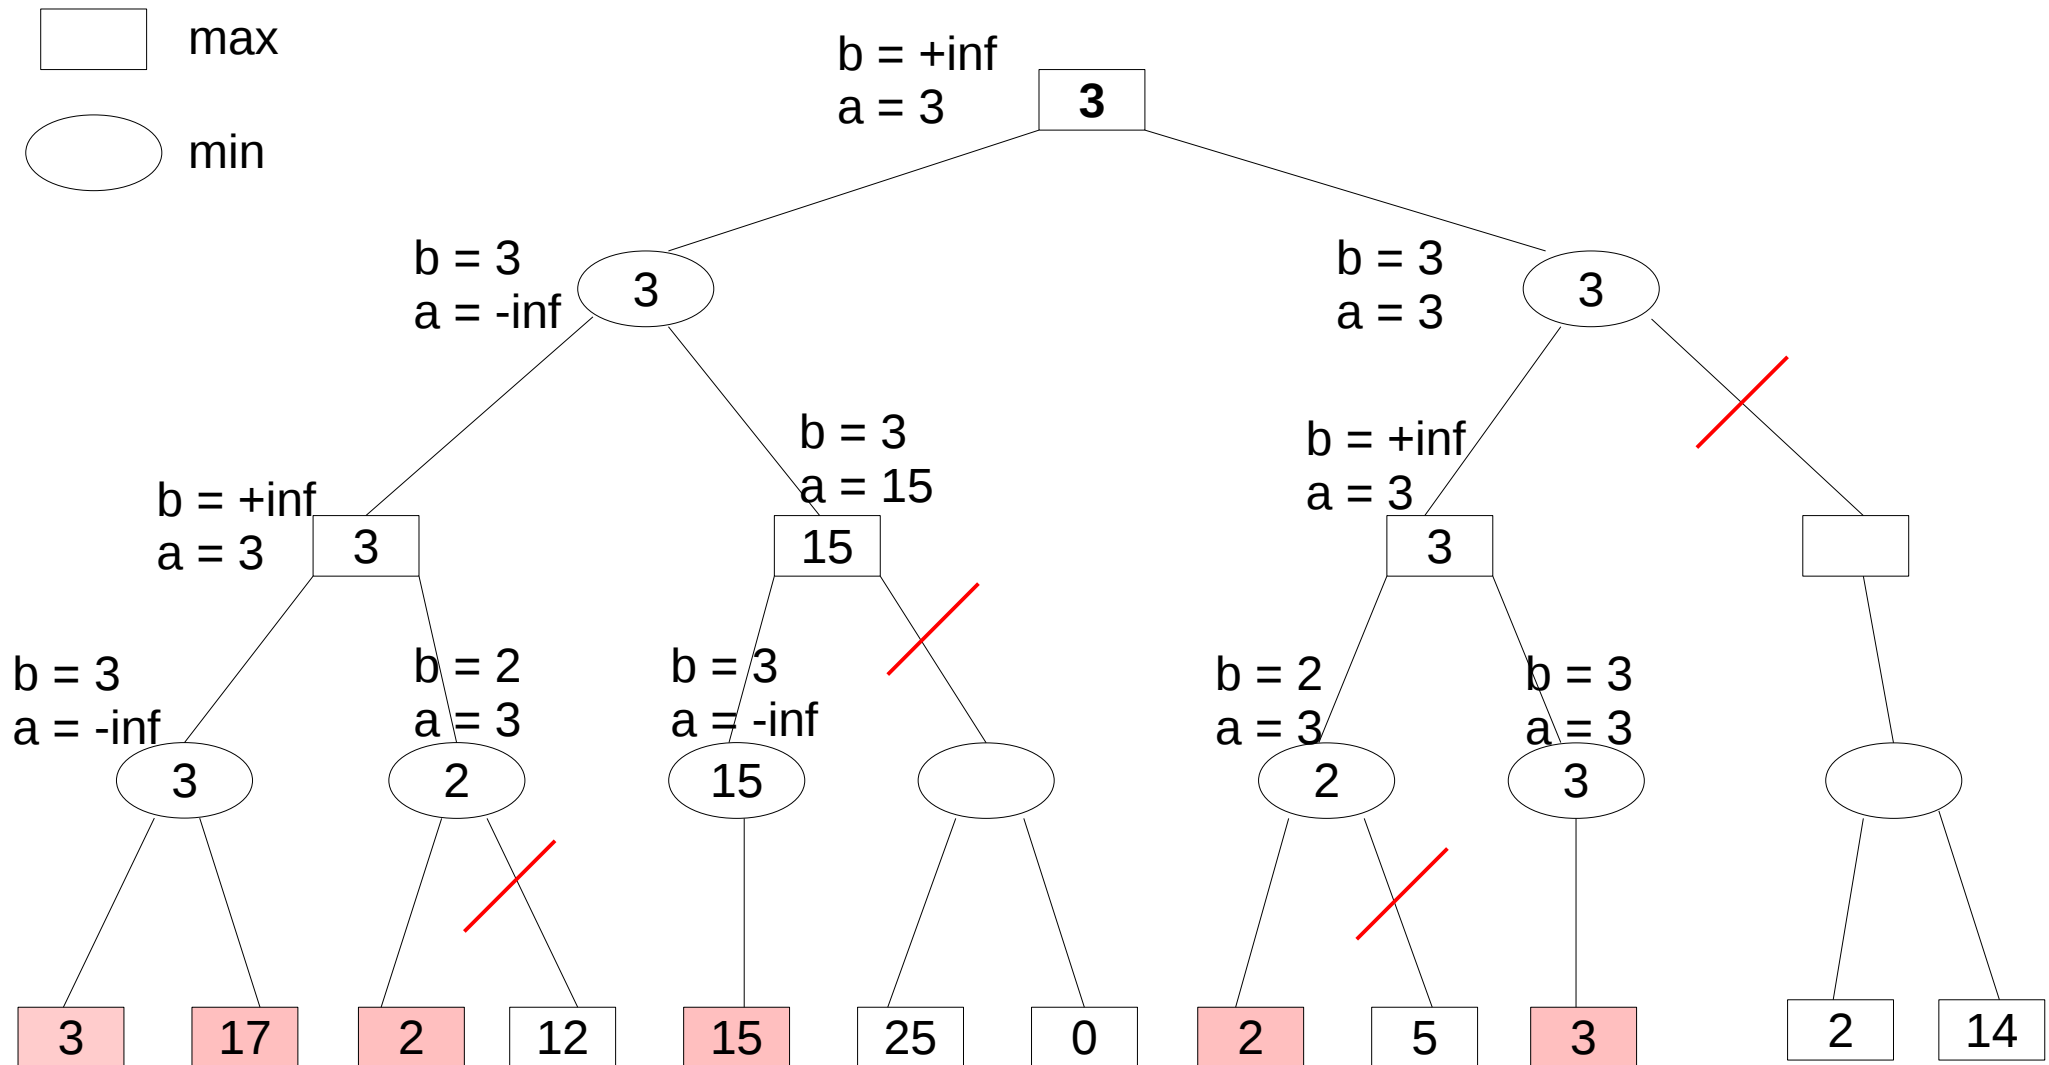 max
b = +inf
a = 3
3
min
b = 3
a = -inf
3
b = 3
a = 3
3
b = +inf
a = 3
3
b = 3
a = 15
15
b = +inf
a = 3
3
b = 3
a = -inf
3
b = 2
a = 3
2
b = 3
a = -inf
15
b = 2
a = 3
2
b = 3
a = 3
3
3 17 2 12 15 25 0 2 5 3 2 14